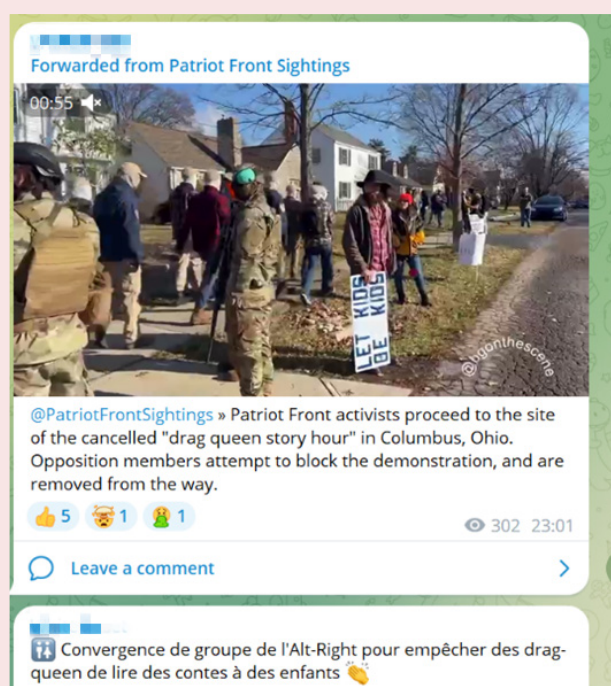 Forwarded from Patriot Front Sightings
00:55
LET KIDS
BE KIDS
@bgonthescene
@PatriotFrontSightings » Patriot Front activists proceed to the site
of the cancelled "drag queen story hour" in Columbus, Ohio.
Opposition members attempt to block the demonstration, and are
removed from the way.
👍 5 🤯 1 🤮 1
302 23:01
Leave a comment
🚻 Convergence de groupe de l'Alt-Right pour empêcher des drag-
queen de lire des contes à des enfants 👏